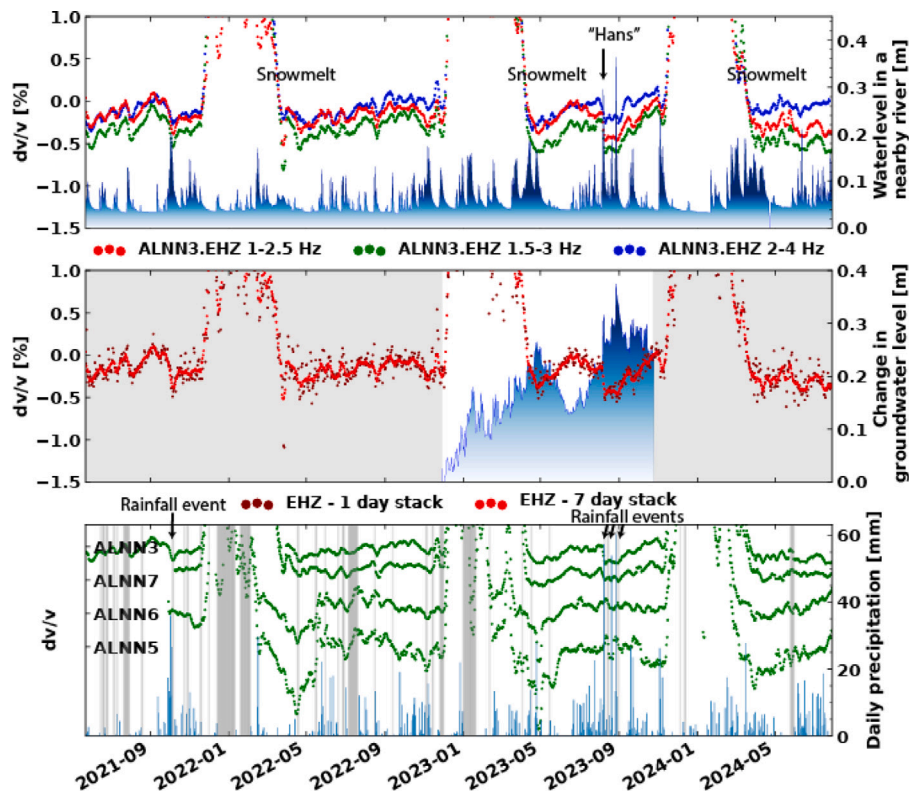 1.0
0.5
0.0
−0.5
−1.0
−1.5
dv/v [%]
"Hans"
Snowmelt
Snowmelt
Snowmelt
0.4
0.3
0.2
0.1
0.0
Waterlevel in a
nearby river [m]
ALNN3.EHZ 1-2.5 Hz
ALNN3.EHZ 1.5-3 Hz
ALNN3.EHZ 2-4 Hz
1.0
0.5
0.0
−0.5
−1.0
−1.5
dv/v [%]
0.4
0.3
0.2
0.1
0.0
Change in
groundwater level [m]
Rainfall event
EHZ - 1 day stack
EHZ - 7 day stack
Rainfall events
ALNN3
ALNN7
ALNN6
ALNN5
dv/v
60
40
20
0
Daily precipitation [mm]
2021-09
2022-01
2022-05
2022-09
2023-01
2023-05
2023-09
2024-01
2024-05